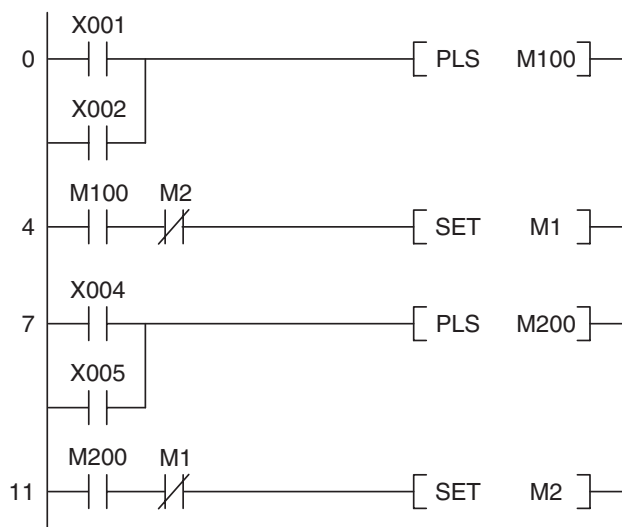 X001
0 PLS M100
X002
M100 M2
4 SET M1
X004
7 PLS M200
X005
M200 M1
11 SET M2